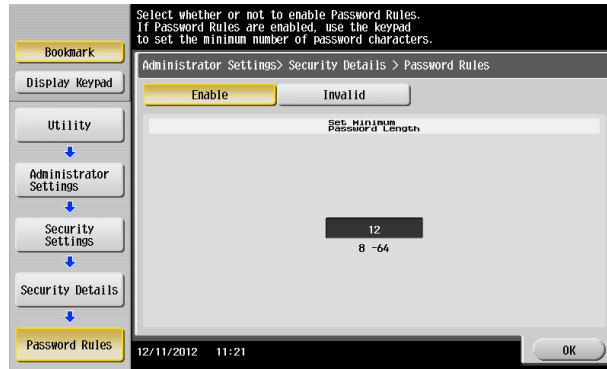 Select whether or not to enable Password Rules.
If Password Rules are enabled, use the keypad
to set the minimum number of password characters.
Bookmark
Display Keypad
Utility
Administrator
Settings
Security
Settings
Security Details
Password Rules
Administrator Settings> Security Details > Password Rules
Enable
Invalid
Set Minimum
Password Length
12
8 -64
12/11/2012 11:21
OK